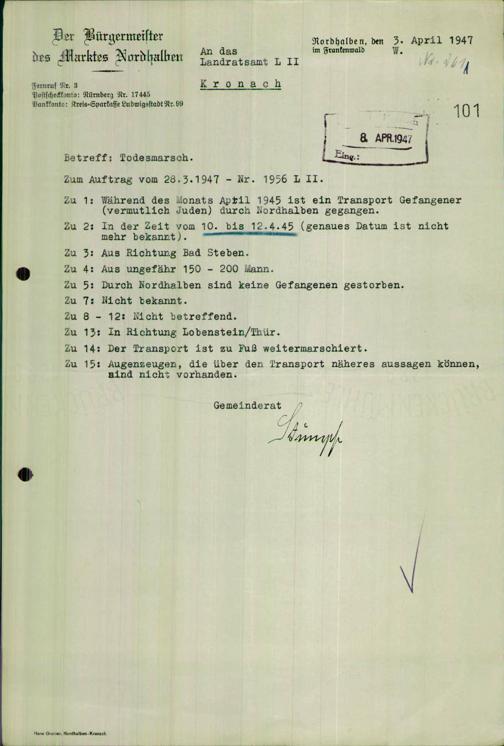 Der Bürgermeister
des Marktes Nordhalben
Fernruf Nr. 3
Postscheckkonto: Nürnberg Nr. 17445
Bankkonto: Kreis-Sparkasse Ludwigsstadt Nr. 99
An das
Landratsamt L II
Kronach
Nordhalben, den 3. April 1947
im Frankenwald W.
101
8. APR.1947
Eing.:
Betreff: Todesmarsch.
Zum Auftrag vom 28.3.1947 - Nr. 1956 L II.
Zu 1: Während des Monats April 1945 ist ein Transport Gefangener
(vermutlich Juden) durch Nordhalben gegangen.
Zu 2: In der Zeit vom 10. bis 12.4.45 (genaues Datum ist nicht
mehr bekannt).
Zu 3: Aus Richtung Bad Steben.
Zu 4: Aus ungefähr 150 - 200 Mann.
Zu 5: Durch Nordhalben sind keine Gefangenen gestorben.
Zu 7: Nicht bekannt.
Zu 8 - 12: Nicht betreffend.
Zu 13: In Richtung Lobenstein/Thür.
Zu 14: Der Transport ist zu Fuß weitermarschiert.
Zu 15: Augenzeugen, die über den Transport näheres aussagen können,
sind nicht vorhanden.
Gemeinderat
Stumpf
Nordhalben-Kronach